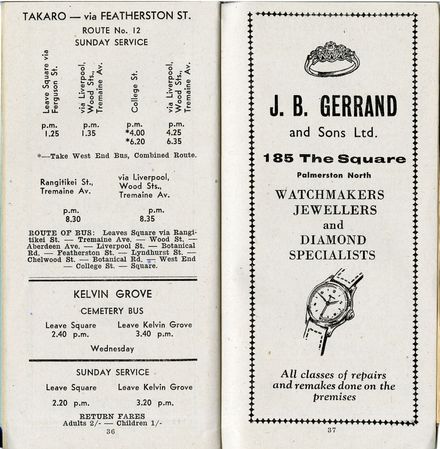 TAKARO — via FEATHERSTON ST.
ROUTE No. 12
SUNDAY SERVICE
Leave Square via
Ferguson St.
via Liverpool,
Wood Sts.,
Tremaine Av.
College St.
via Liverpool,
Wood Sts.,
Tremaine Av.
p.m. p.m. p.m. p.m.
1.25 1.35 *4.00 4.25
*6.20 6.35
*—Take West End Bus, Combined Route.
Rangitikei St.,
Tremaine Av.
via Liverpool,
Wood Sts.,
Tremaine Av.
p.m. p.m.
8.30 8.35
ROUTE OF BUS: Leaves Square via Rangi-
tikei St. — Tremaine Ave. — Wood St. —
Aberdeen Ave. — Liverpool St. — Botanical
Rd. — Featherston St. — Lyndhurst St. —
Chelwood St. — Botanical Rd. — West End
— College St. — Square.
KELVIN GROVE
CEMETERY BUS
Leave Square Leave Kelvin Grove
2.40 p.m. 3.40 p.m.
Wednesday
SUNDAY SERVICE
Leave Square Leave Kelvin Grove
2.20 p.m. 3.20 p.m.
RETURN FARES
Adults 2/- — Children 1/-
36
J. B. GERRAND
and Sons Ltd.
185 The Square
Palmerston North
WATCHMAKERS
JEWELLERS
and
DIAMOND
SPECIALISTS
All classes of repairs
and remakes done on the
premises
37